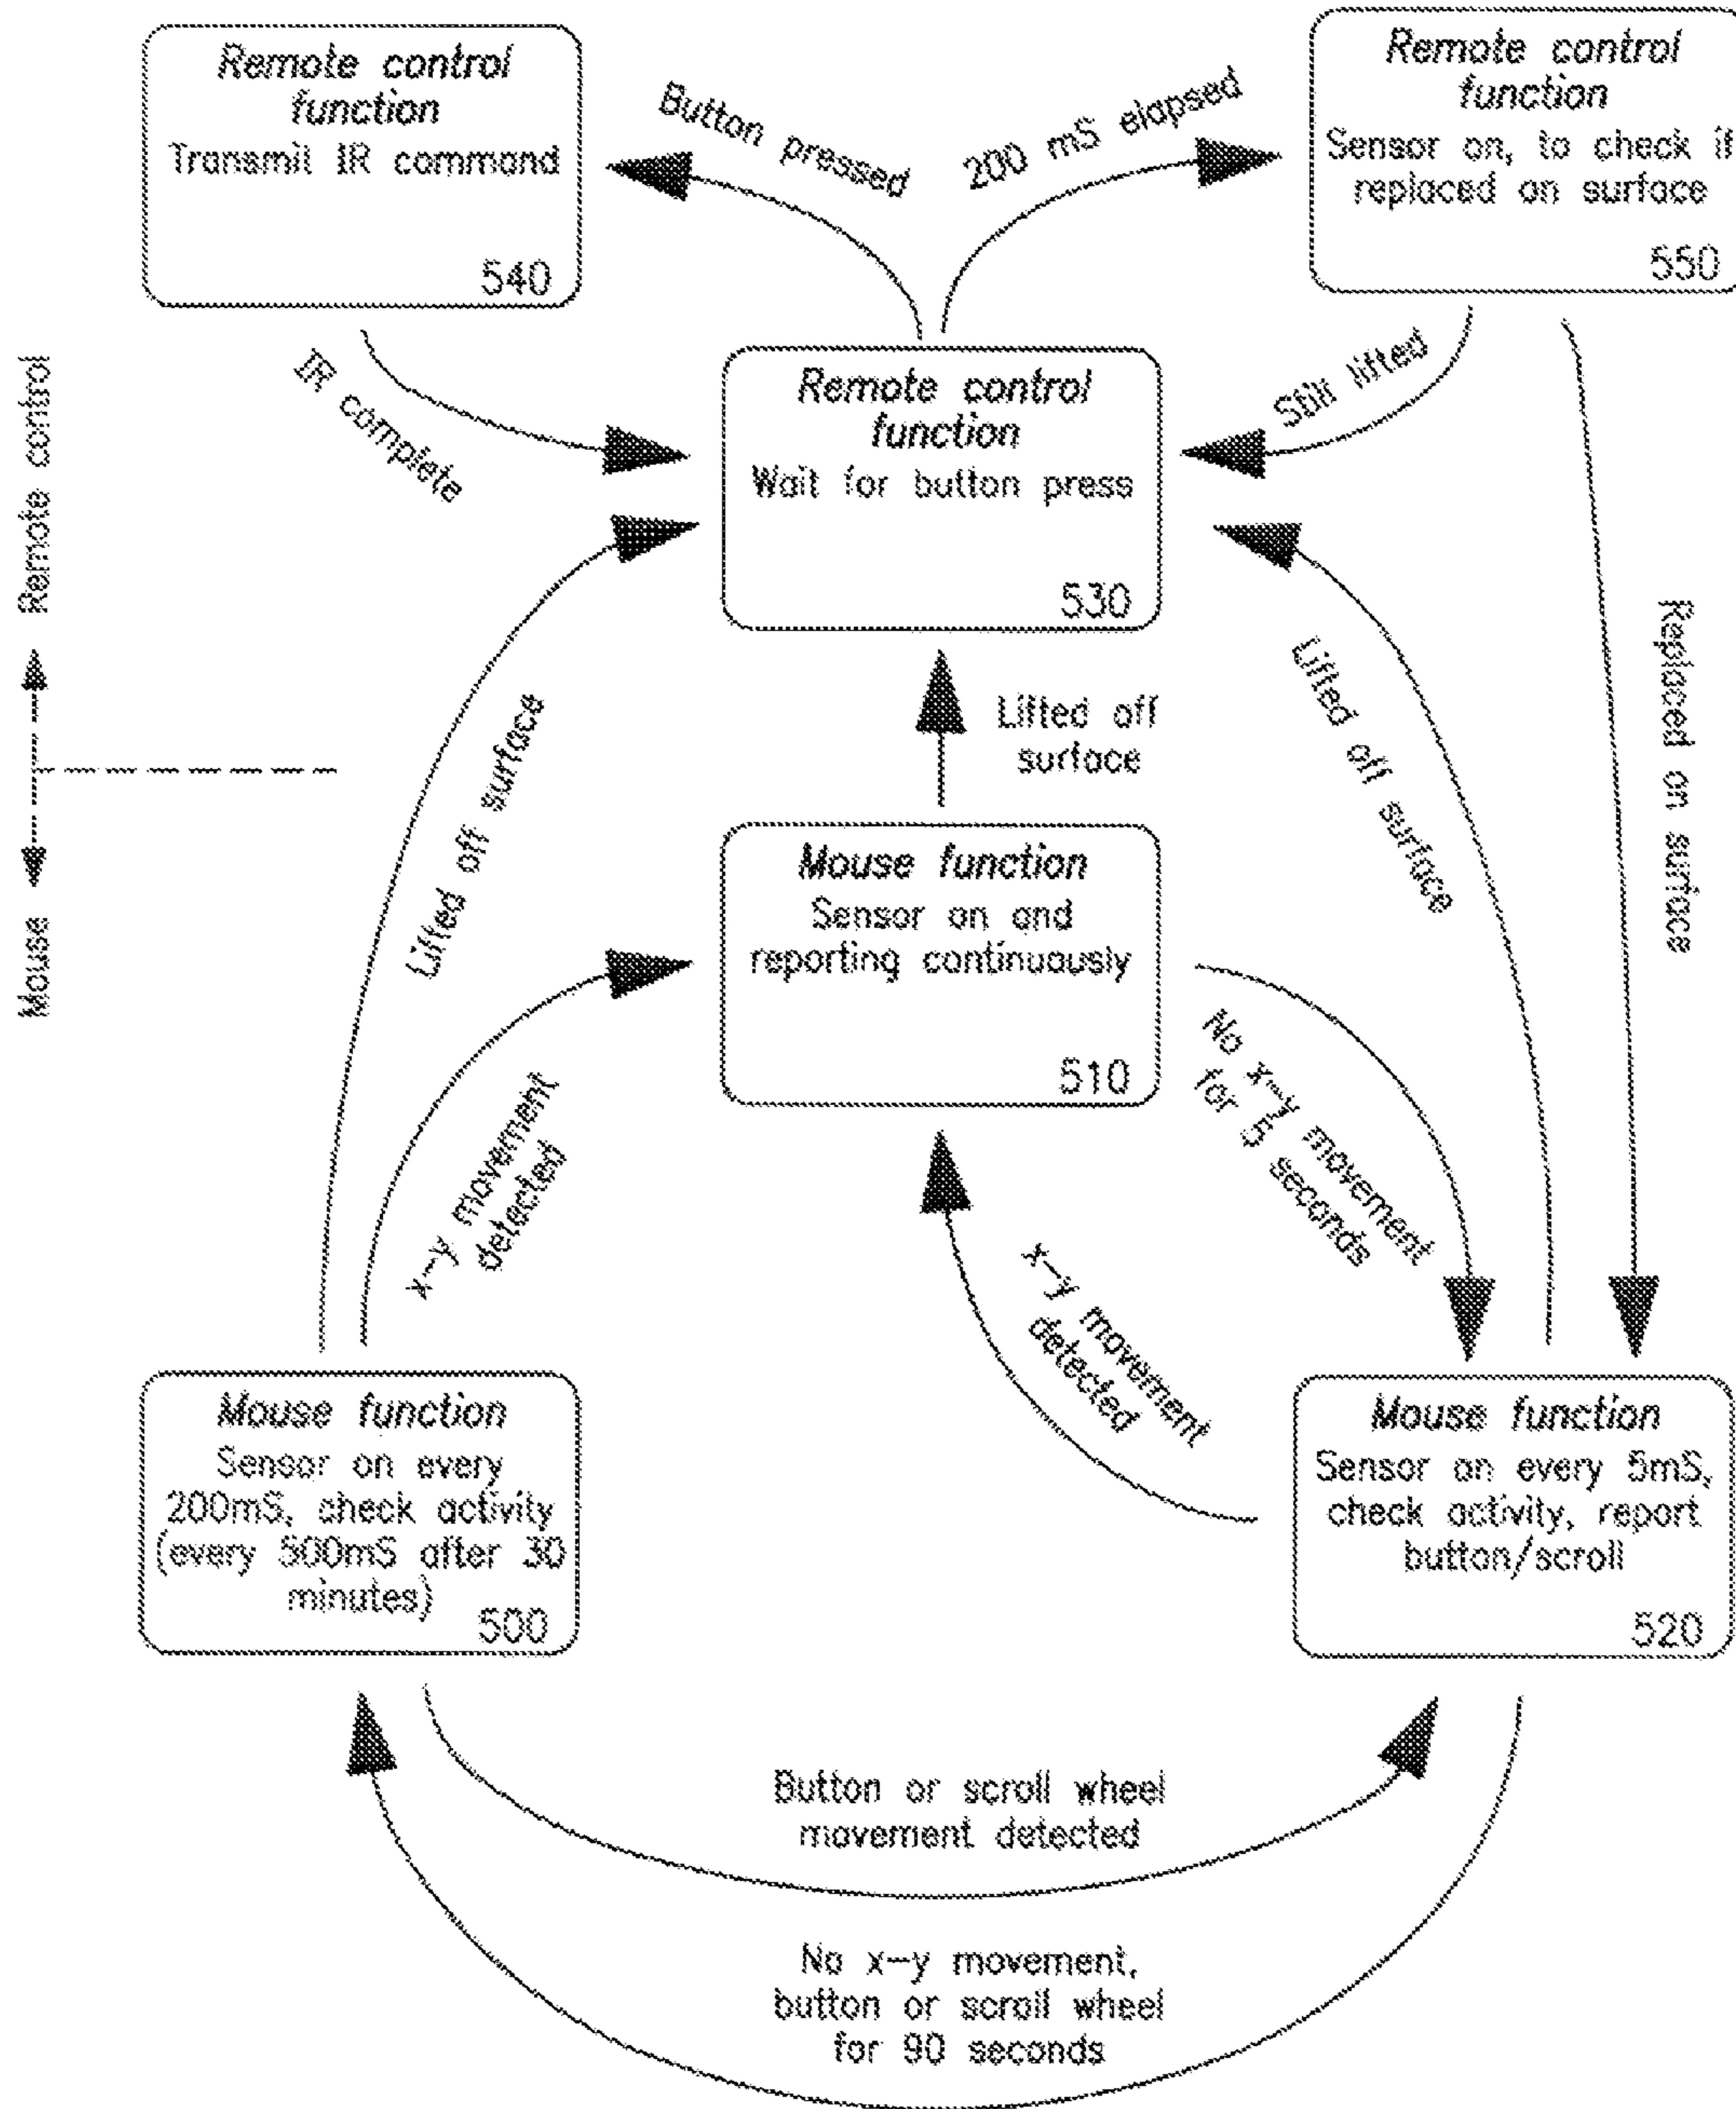 Remote control
function
Transmit IR command
540
Button pressed
200 mS elapsed
Remote control
function
Sensor on, to check if
replaced on surface
550
IR complete
Still lifted
Remote control
function
Wait for button press
530
Remote control
Mouse
Lifted off surface
Lifted off
surface
Lifted off surface
Replaced on surface
Mouse function
Sensor on and
reporting continuously
510
x-y movement
detected
No x-y movement
for 5 seconds
x-y movement
detected
Mouse function
Sensor on every
200mS, check activity
(every 500mS after 30
minutes)
500
Mouse function
Sensor on every 5mS,
check activity, report
button/scroll
520
Button or scroll wheel
movement detected
No x-y movement,
button or scroll wheel
for 90 seconds